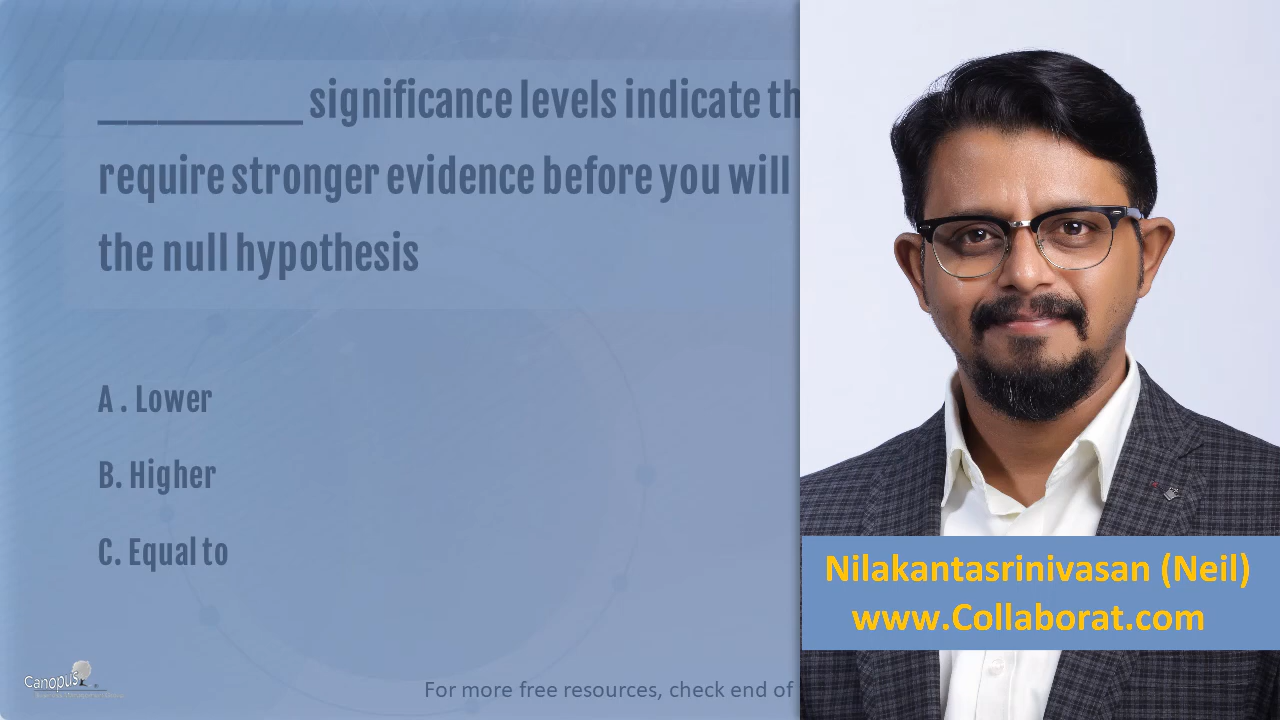 __________ significance levels indicate th
require stronger evidence before you will
the null hypothesis
A . Lower
B. Higher
C. Equal to
Nilakantasrinivasan (Neil)
www.Collaborat.com
Canopus
For more free resources, check end of